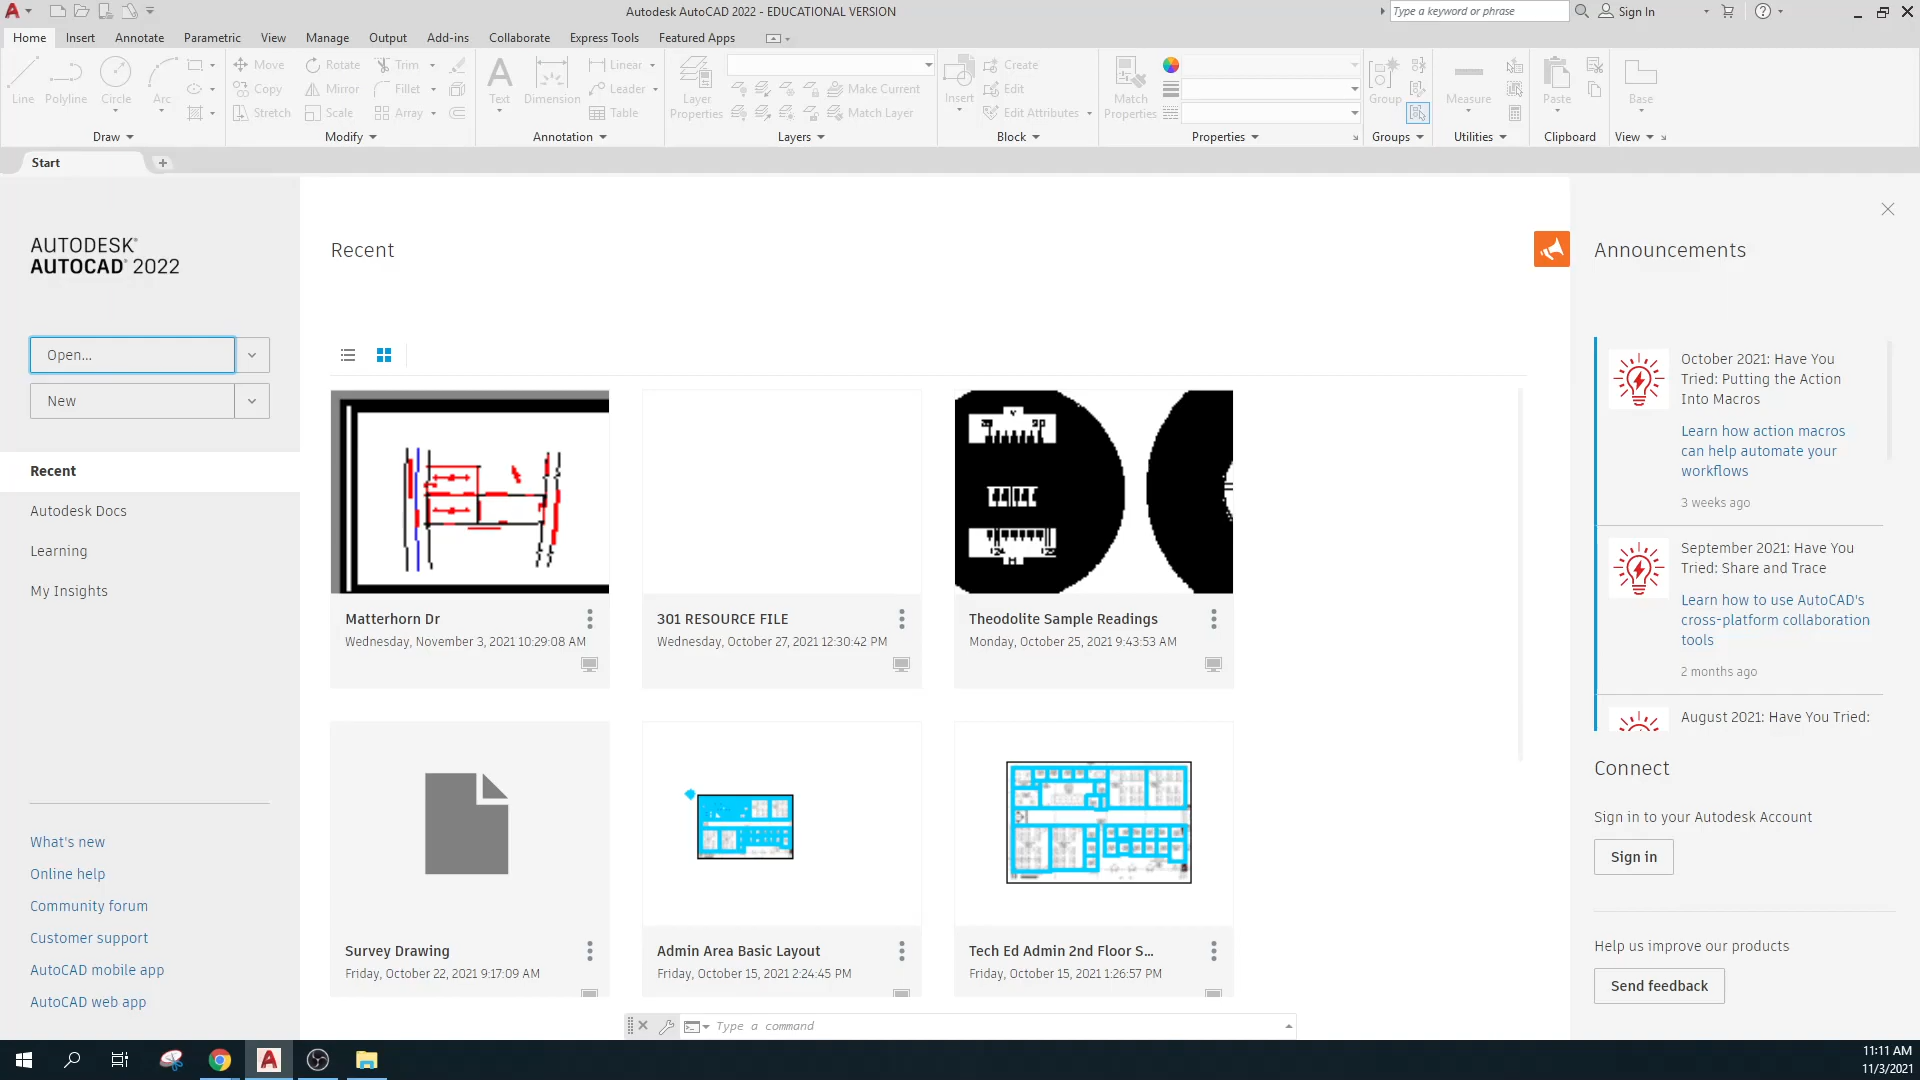 Autodesk AutoCAD 2022 - EDUCATIONAL VERSION
Type a keyword or phrase
Sign In
Home Insert Annotate Parametric View Manage Output Add-ins Collaborate Express Tools Featured Apps
Line Polyline Circle Arc
Draw
Move Rotate Trim
Copy Mirror Fillet
Stretch Scale Array
Modify
Text Dimension
Linear
Leader
Table
Annotation
Layer Properties
Make Current
Match Layer
Layers
Insert
Create
Edit
Edit Attributes
Block
Match Properties
Properties
Group
Groups
Measure
Utilities
Paste
Clipboard
Base
View
Start
AUTODESK®
AUTOCAD® 2022
Open...
New
Recent
Autodesk Docs
Learning
My Insights
What's new
Online help
Community forum
Customer support
AutoCAD mobile app
AutoCAD web app
Recent
Matterhorn Dr
Wednesday, November 3, 2021 10:29:08 AM
301 RESOURCE FILE
Wednesday, October 27, 2021 12:30:42 PM
Theodolite Sample Readings
Monday, October 25, 2021 9:43:53 AM
Survey Drawing
Friday, October 22, 2021 9:17:09 AM
Admin Area Basic Layout
Friday, October 15, 2021 2:24:45 PM
Tech Ed Admin 2nd Floor S...
Friday, October 15, 2021 1:26:57 PM
Announcements
October 2021: Have You
Tried: Putting the Action
Into Macros
Learn how action macros
can help automate your
workflows
3 weeks ago
September 2021: Have You
Tried: Share and Trace
Learn how to use AutoCAD's
cross-platform collaboration
tools
2 months ago
August 2021: Have You Tried:
Connect
Sign in to your Autodesk Account
Sign in
Help us improve our products
Send feedback
Type a command
11:11 AM
11/3/2021